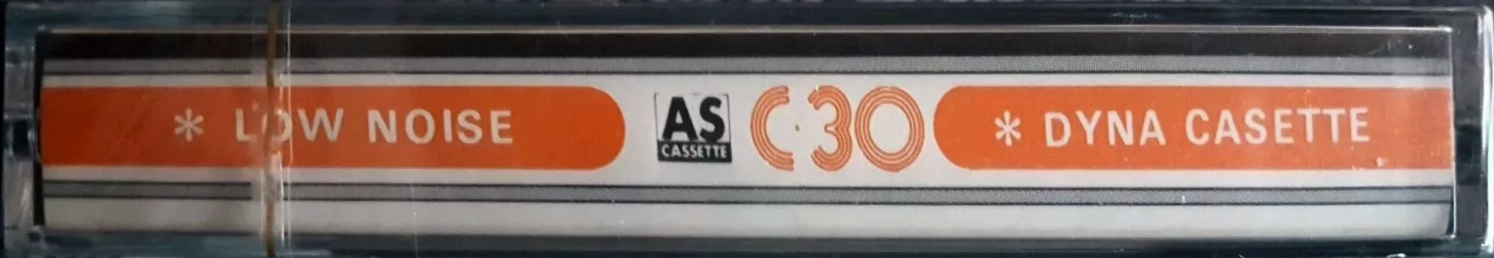 * LOW NOISE AS CASSETTE C·30 * DYNA CASETTE